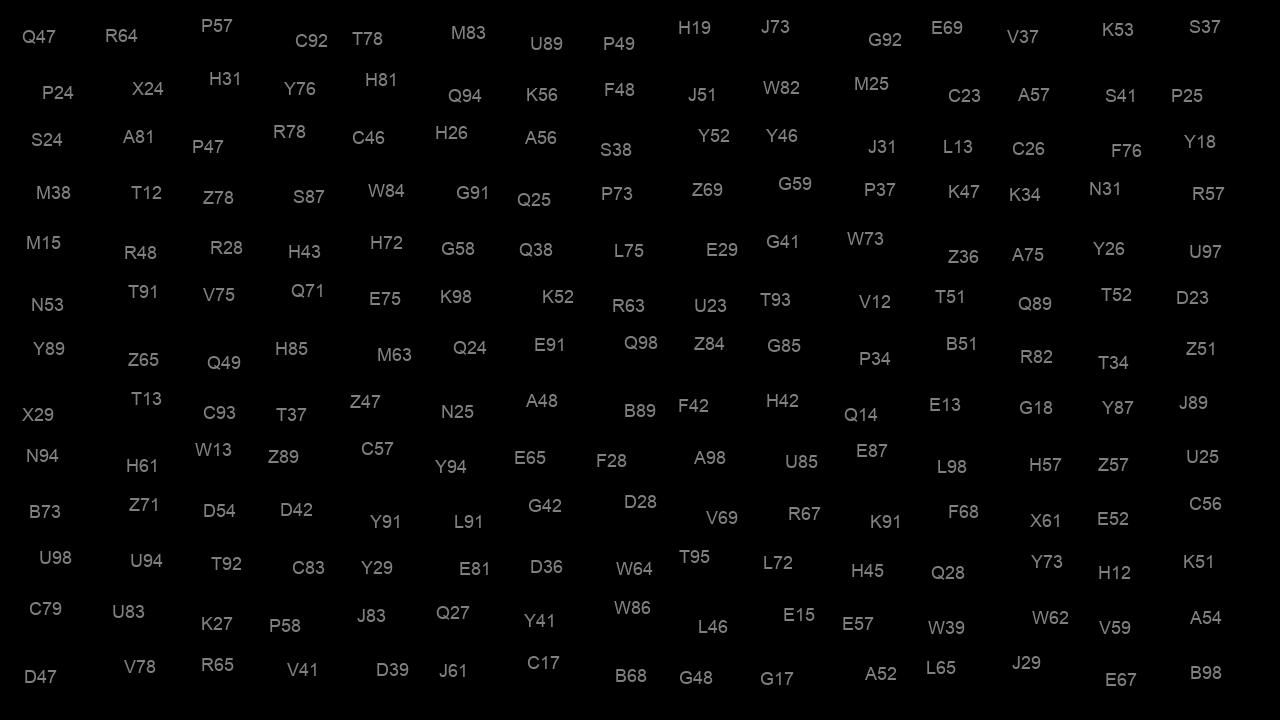 Q47 R64 P57 C92 T78 M83 U89 P49 H19 J73 G92 E69 V37 K53 S37
P24 X24 H31 Y76 H81 Q94 K56 F48 J51 W82 M25 C23 A57 S41 P25
S24 A81 P47 R78 C46 H26 A56 S38 Y52 Y46 J31 L13 C26 F76 Y18
M38 T12 Z78 S87 W84 G91 Q25 P73 Z69 G59 P37 K47 K34 N31 R57
M15 R48 R28 H43 H72 G58 Q38 L75 E29 G41 W73 Z36 A75 Y26 U97
N53 T91 V75 Q71 E75 K98 K52 R63 U23 T93 V12 T51 Q89 T52 D23
Y89 Z65 Q49 H85 M63 Q24 E91 Q98 Z84 G85 P34 B51 R82 T34 Z51
X29 T13 C93 T37 Z47 N25 A48 B89 F42 H42 Q14 E13 G18 Y87 J89
N94 H61 W13 Z89 C57 Y94 E65 F28 A98 U85 E87 L98 H57 Z57 U25
B73 Z71 D54 D42 Y91 L91 G42 D28 V69 R67 K91 F68 X61 E52 C56
U98 U94 T92 C83 Y29 E81 D36 W64 T95 L72 H45 Q28 Y73 H12 K51
C79 U83 K27 P58 J83 Q27 Y41 W86 L46 E15 E57 W39 W62 V59 A54
D47 V78 R65 V41 D39 J61 C17 B68 G48 G17 A52 L65 J29 E67 B98